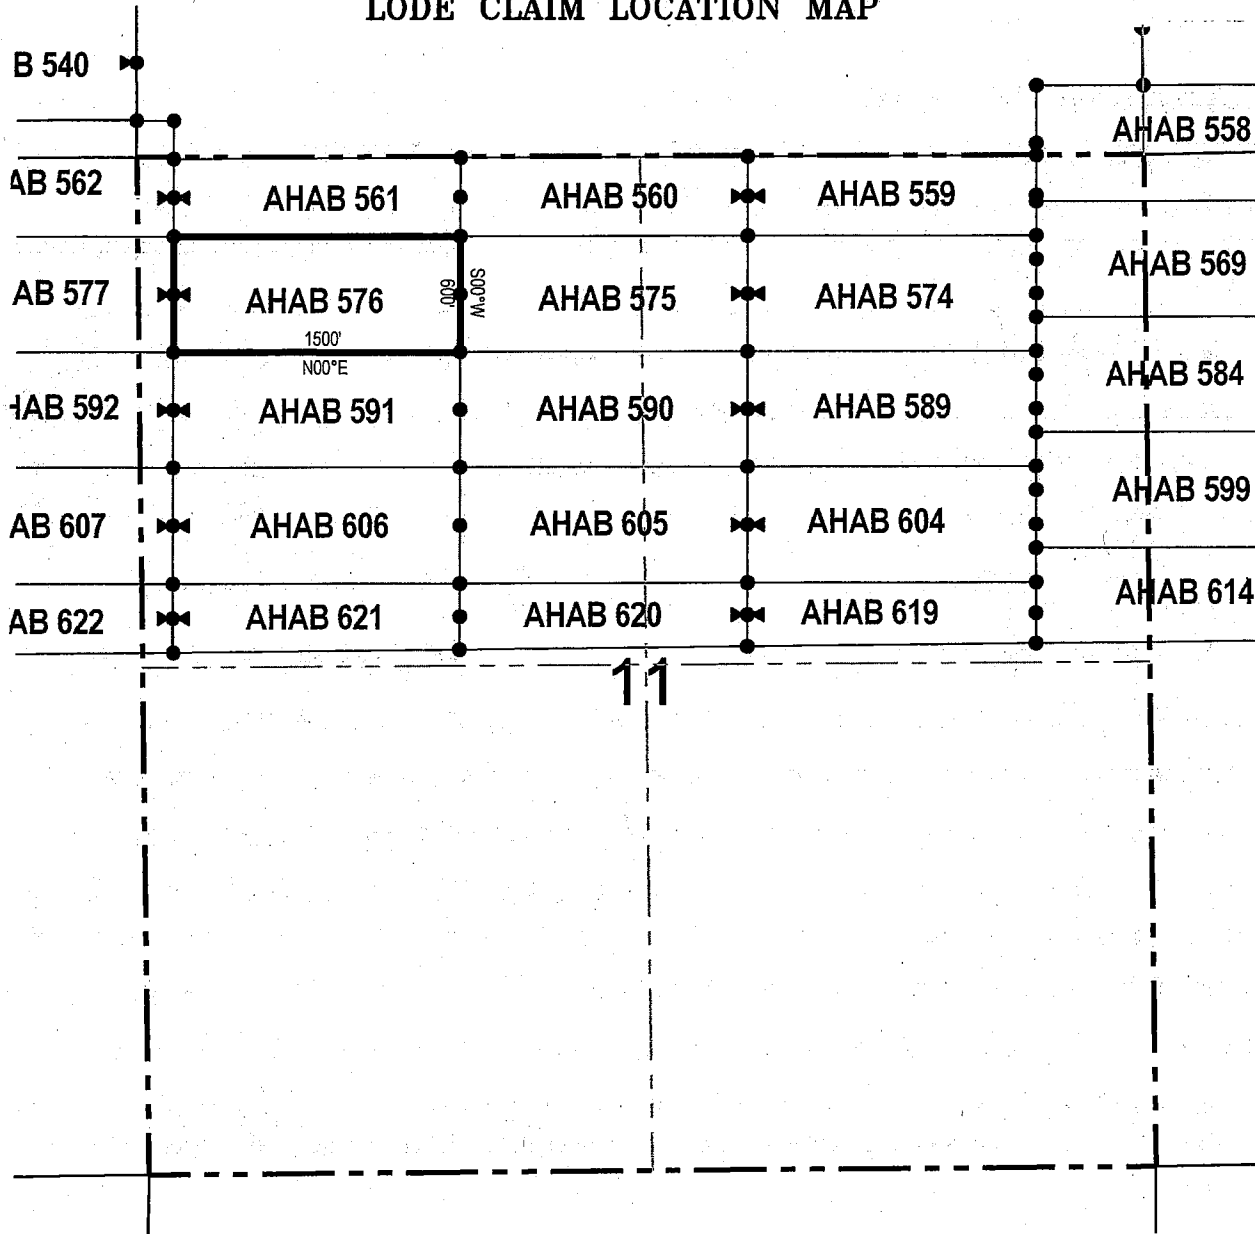 LODE CLAIM LOCATION MAP
B 540
AHAB 558
AB 562
AHAB 561
AHAB 560
AHAB 559
AHAB 569
AB 577
AHAB 576
600'
S00°W
AHAB 575
AHAB 574
1500'
N00°E
AHAB 584
HAB 592
AHAB 591
AHAB 590
AHAB 589
AHAB 599
AB 607
AHAB 606
AHAB 605
AHAB 604
AHAB 614
AB 622
AHAB 621
AHAB 620
AHAB 619
11